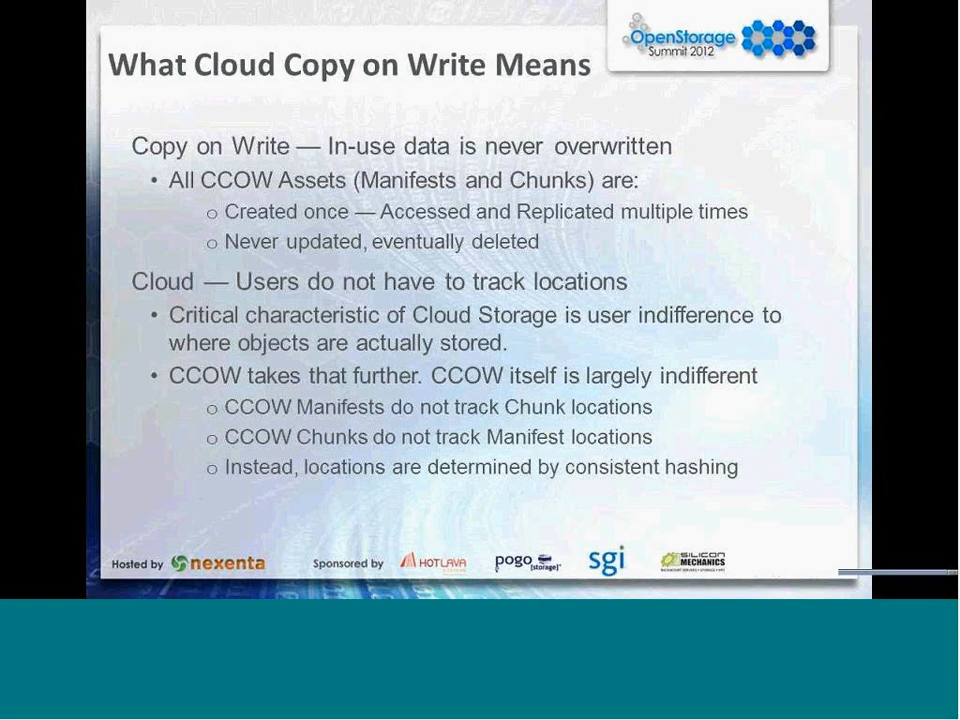 OpenStorage
Summit 2012
What Cloud Copy on Write Means
Copy on Write — In-use data is never overwritten
• All CCOW Assets (Manifests and Chunks) are:
o Created once — Accessed and Replicated multiple times
o Never updated, eventually deleted
Cloud — Users do not have to track locations
• Critical characteristic of Cloud Storage is user indifference to
where objects are actually stored.
• CCOW takes that further. CCOW itself is largely indifferent
o CCOW Manifests do not track Chunk locations
o CCOW Chunks do not track Manifest locations
o Instead, locations are determined by consistent hashing
Hosted by nexenta Sponsored by HOTLAVA pogo [storage] sgi SILICON
MECHANICS